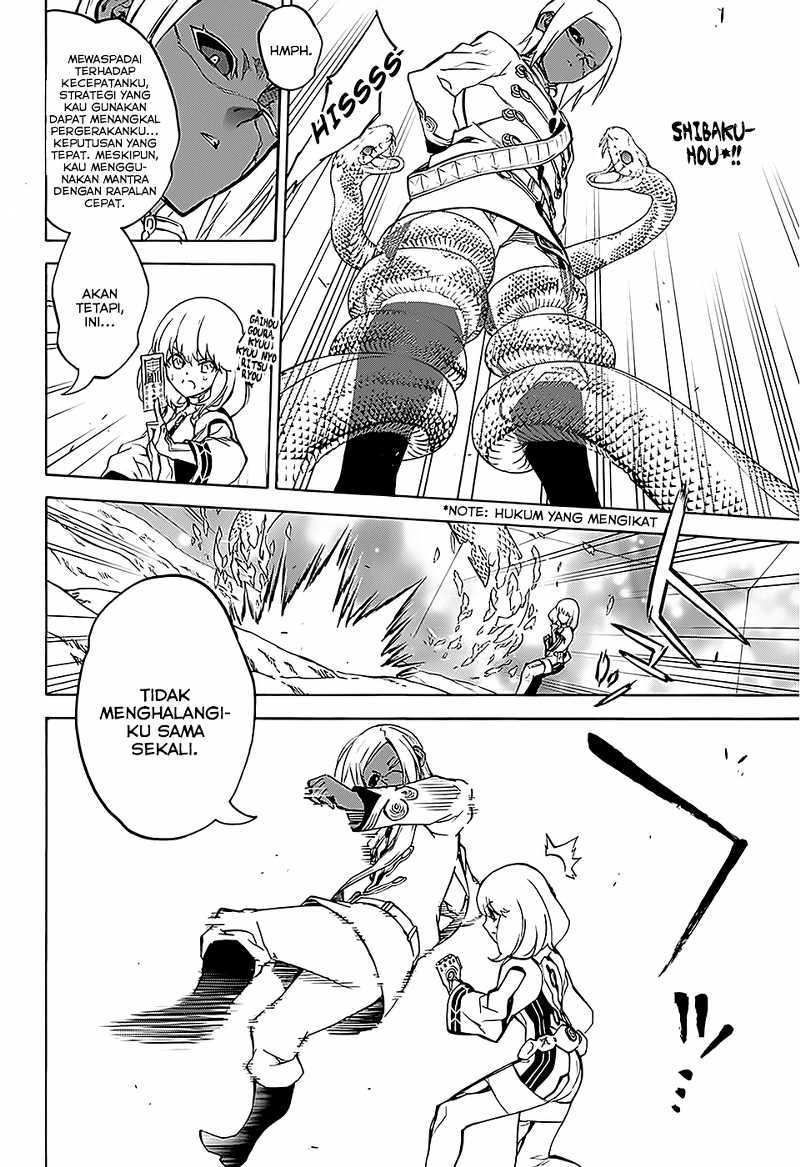 SHIBAKU-
HOU*!!
HISSSS
*NOTE: HUKUM YANG MENGIKAT
HMPH.
MEWASPADAI
TERHADAP
KECEPATANKU,
STRATEGI YANG
KAU GUNAKAN
DAPAT MENANGKAL
PERGERAKANKU...
KEPUTUSAN YANG
TEPAT. MESKIPUN,
KAU MENGGU-
NAKAN MANTRA
DENGAN RAPALAN
CEPAT.
GAIHOU
GOURA,
KYUU
KYUU NYO
RITSU
RYOU
AKAN
TETAPI,
INI...
TIDAK
MENGHALANGI-
KU SAMA
SEKALI.